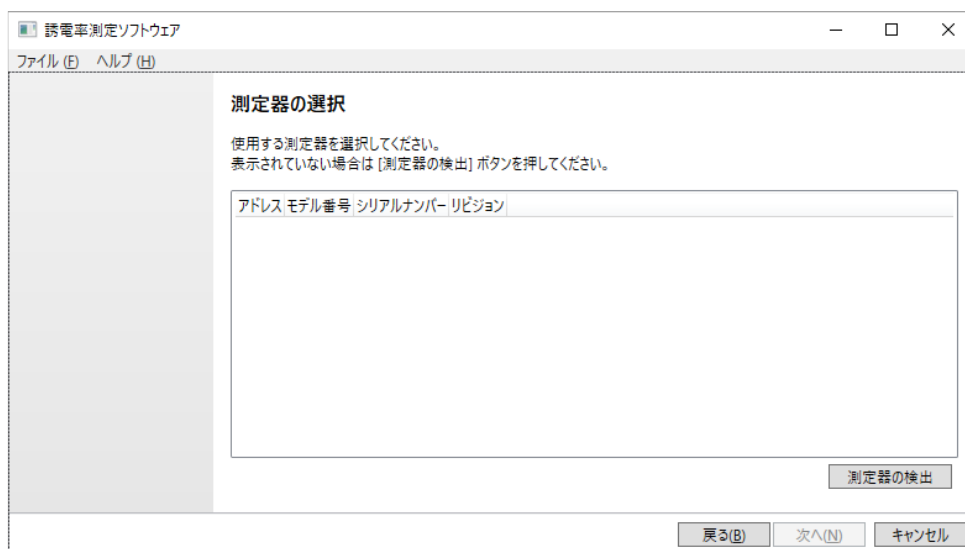 誘電率測定ソフトウェア
ファイル (F) ヘルプ (H)
測定器の選択
使用する測定器を選択してください。
表示されていない場合は [測定器の検出] ボタンを押してください。
アドレス モデル番号 シリアルナンバー リビジョン
測定器の検出
戻る(B) 次へ(N) キャンセル